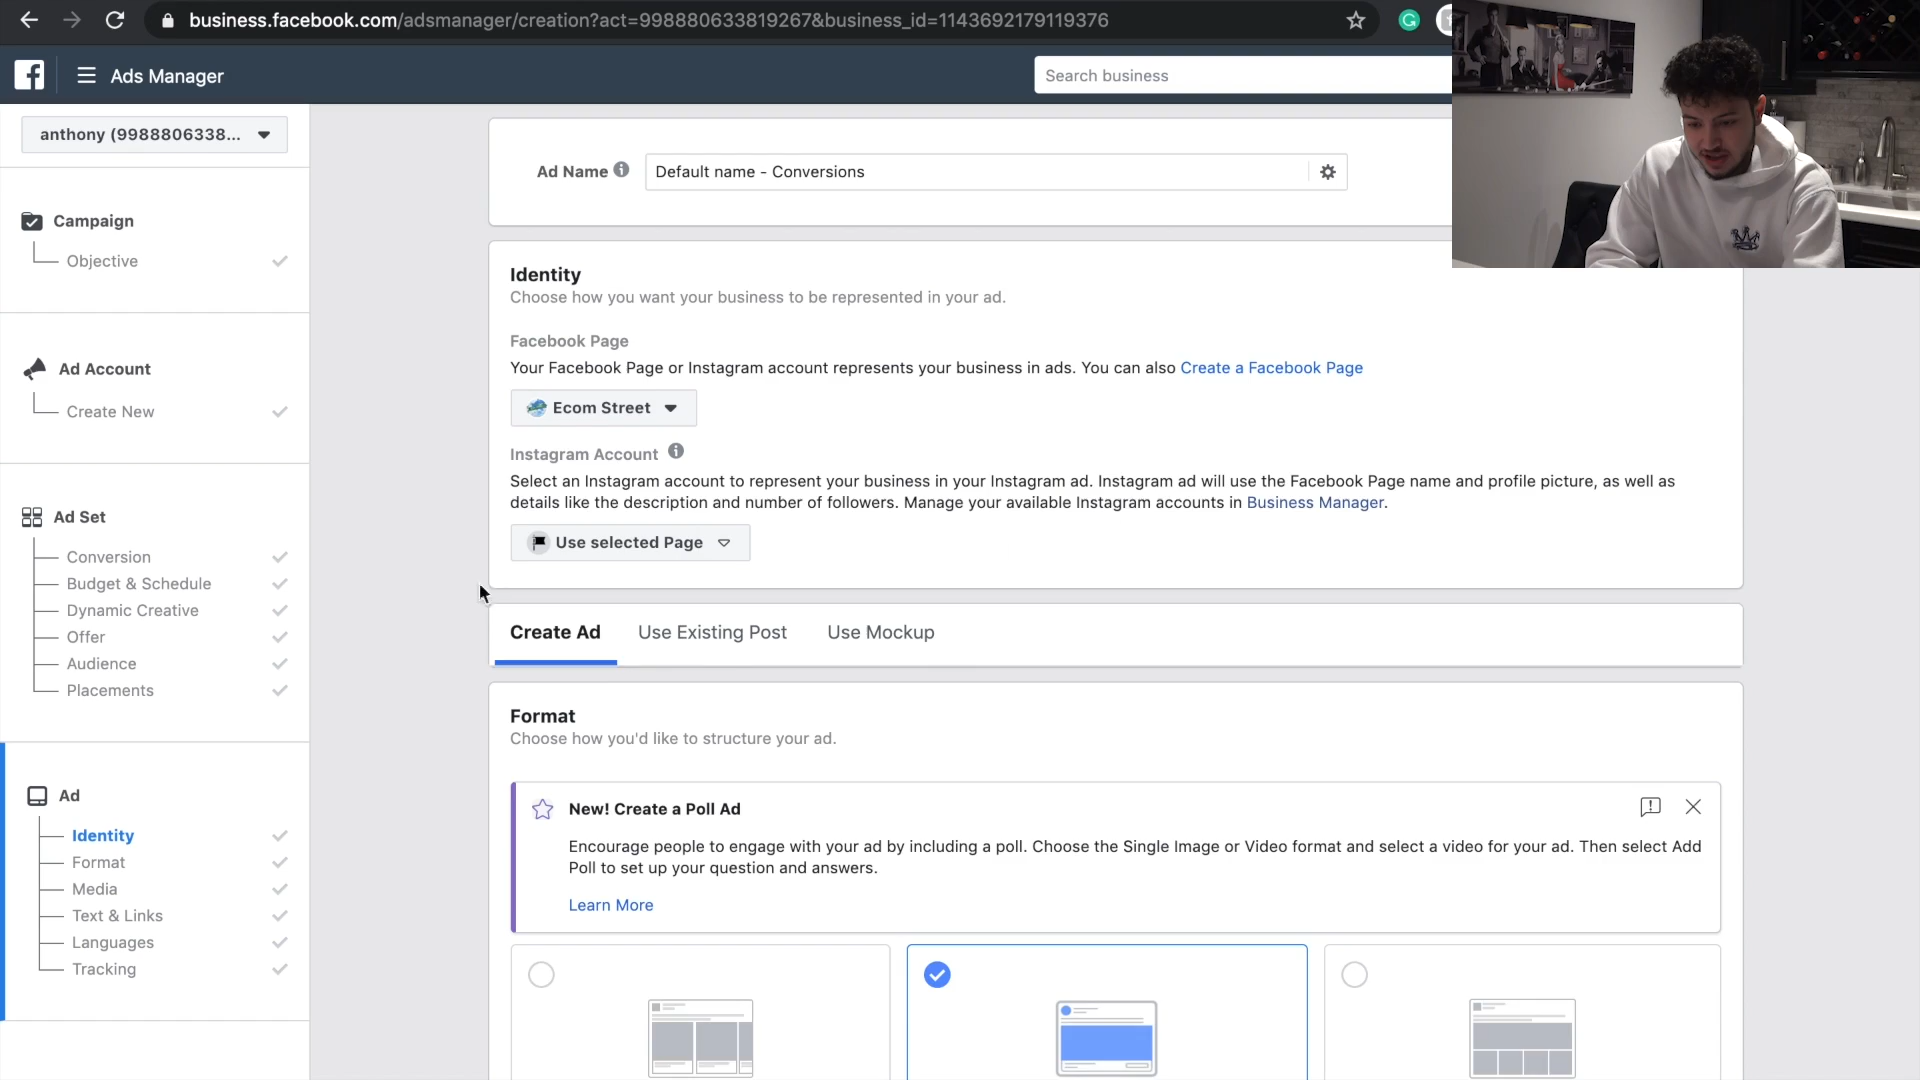 business.facebook.com/adsmanager/creation?act=998880633819267&business_id=1143692179119376
Ads Manager
Search business
anthony (9988806338...
Campaign
Objective
Ad Account
Create New
Ad Set
Conversion
Budget & Schedule
Dynamic Creative
Offer
Audience
Placements
Ad
Identity
Format
Media
Text & Links
Languages
Tracking
Ad Name
Default name - Conversions
Identity
Choose how you want your business to be represented in your ad.
Facebook Page
Your Facebook Page or Instagram account represents your business in ads. You can also Create a Facebook Page
Ecom Street
Instagram Account
Select an Instagram account to represent your business in your Instagram ad. Instagram ad will use the Facebook Page name and profile picture, as well as
details like the description and number of followers. Manage your available Instagram accounts in Business Manager.
Use selected Page
Create Ad Use Existing Post Use Mockup
Format
Choose how you'd like to structure your ad.
New! Create a Poll Ad
Encourage people to engage with your ad by including a poll. Choose the Single Image or Video format and select a video for your ad. Then select Add
Poll to set up your question and answers.
Learn More